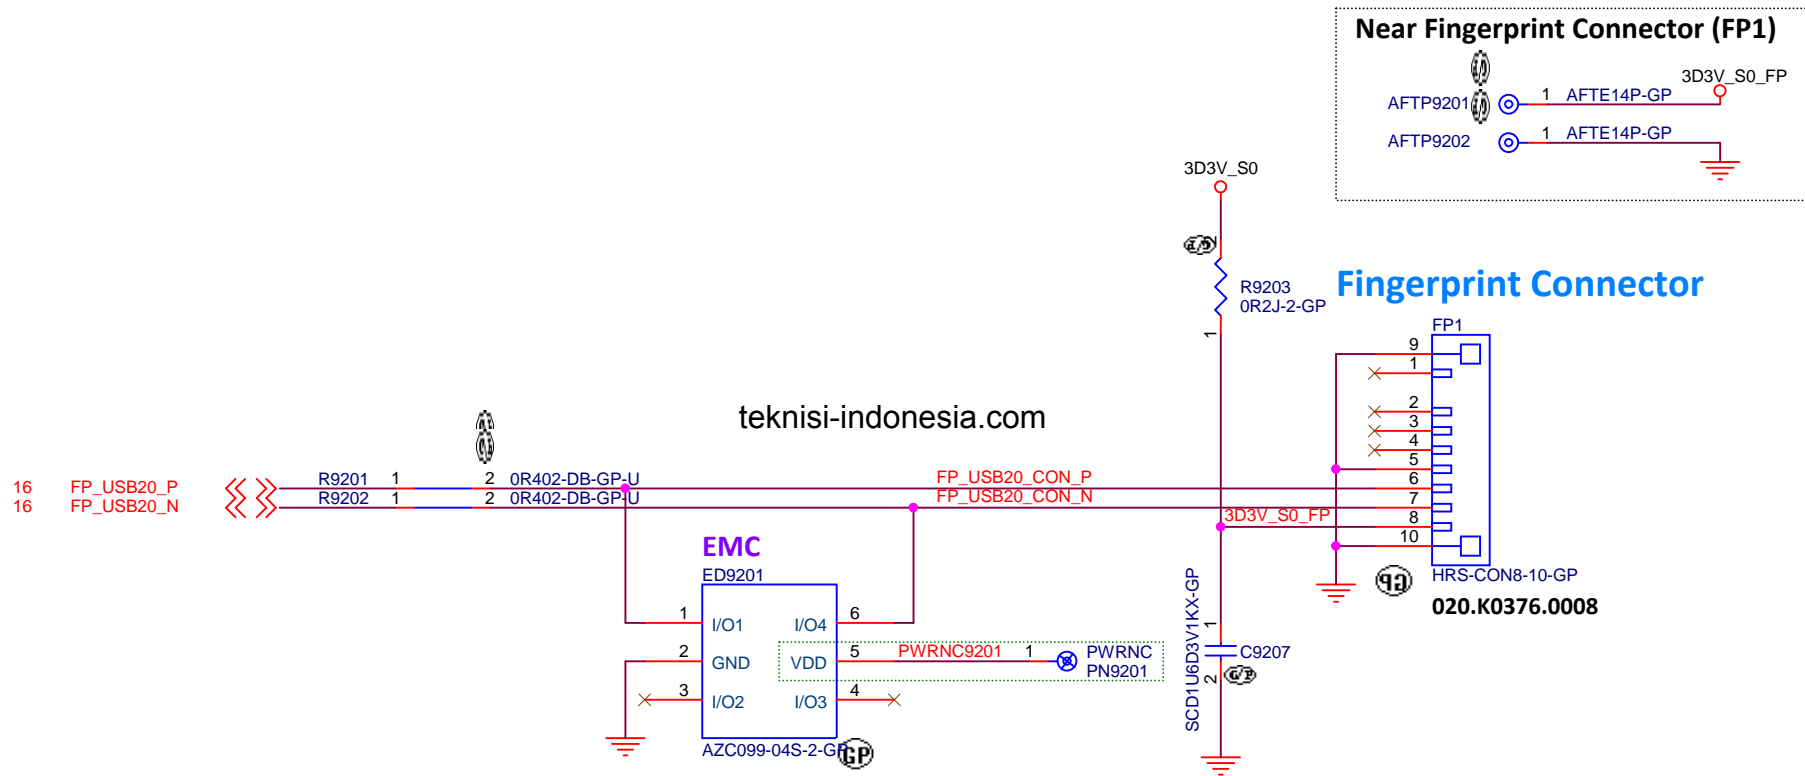 Near Fingerprint Connector (FP1)
3D3V_S0_FP
AFTP9201 1 AFTE14P-GP
AFTP9202 1 AFTE14P-GP
3D3V_S0
2
R9203
0R2J-2-GP
1
Fingerprint Connector
FP1
9
1
2
3
4
5
6
7
8
10
HRS-CON8-10-GP
020.K0376.0008
GP
teknisi-indonesia.com
16 FP_USB20_P R9201 1 2 0R402-DB-GP-U FP_USB20_CON_P
16 FP_USB20_N R9202 1 2 0R402-DB-GP-U FP_USB20_CON_N
3D3V_S0_FP
EMC
ED9201
1 I/O1 I/O4 6
2 GND VDD 5 PWRNC9201 1 PWRNC
PN9201
3 I/O2 I/O3 4
AZC099-04S-2-GP
GP
SCD1U6D3V1KX-GP
1
C9207
2